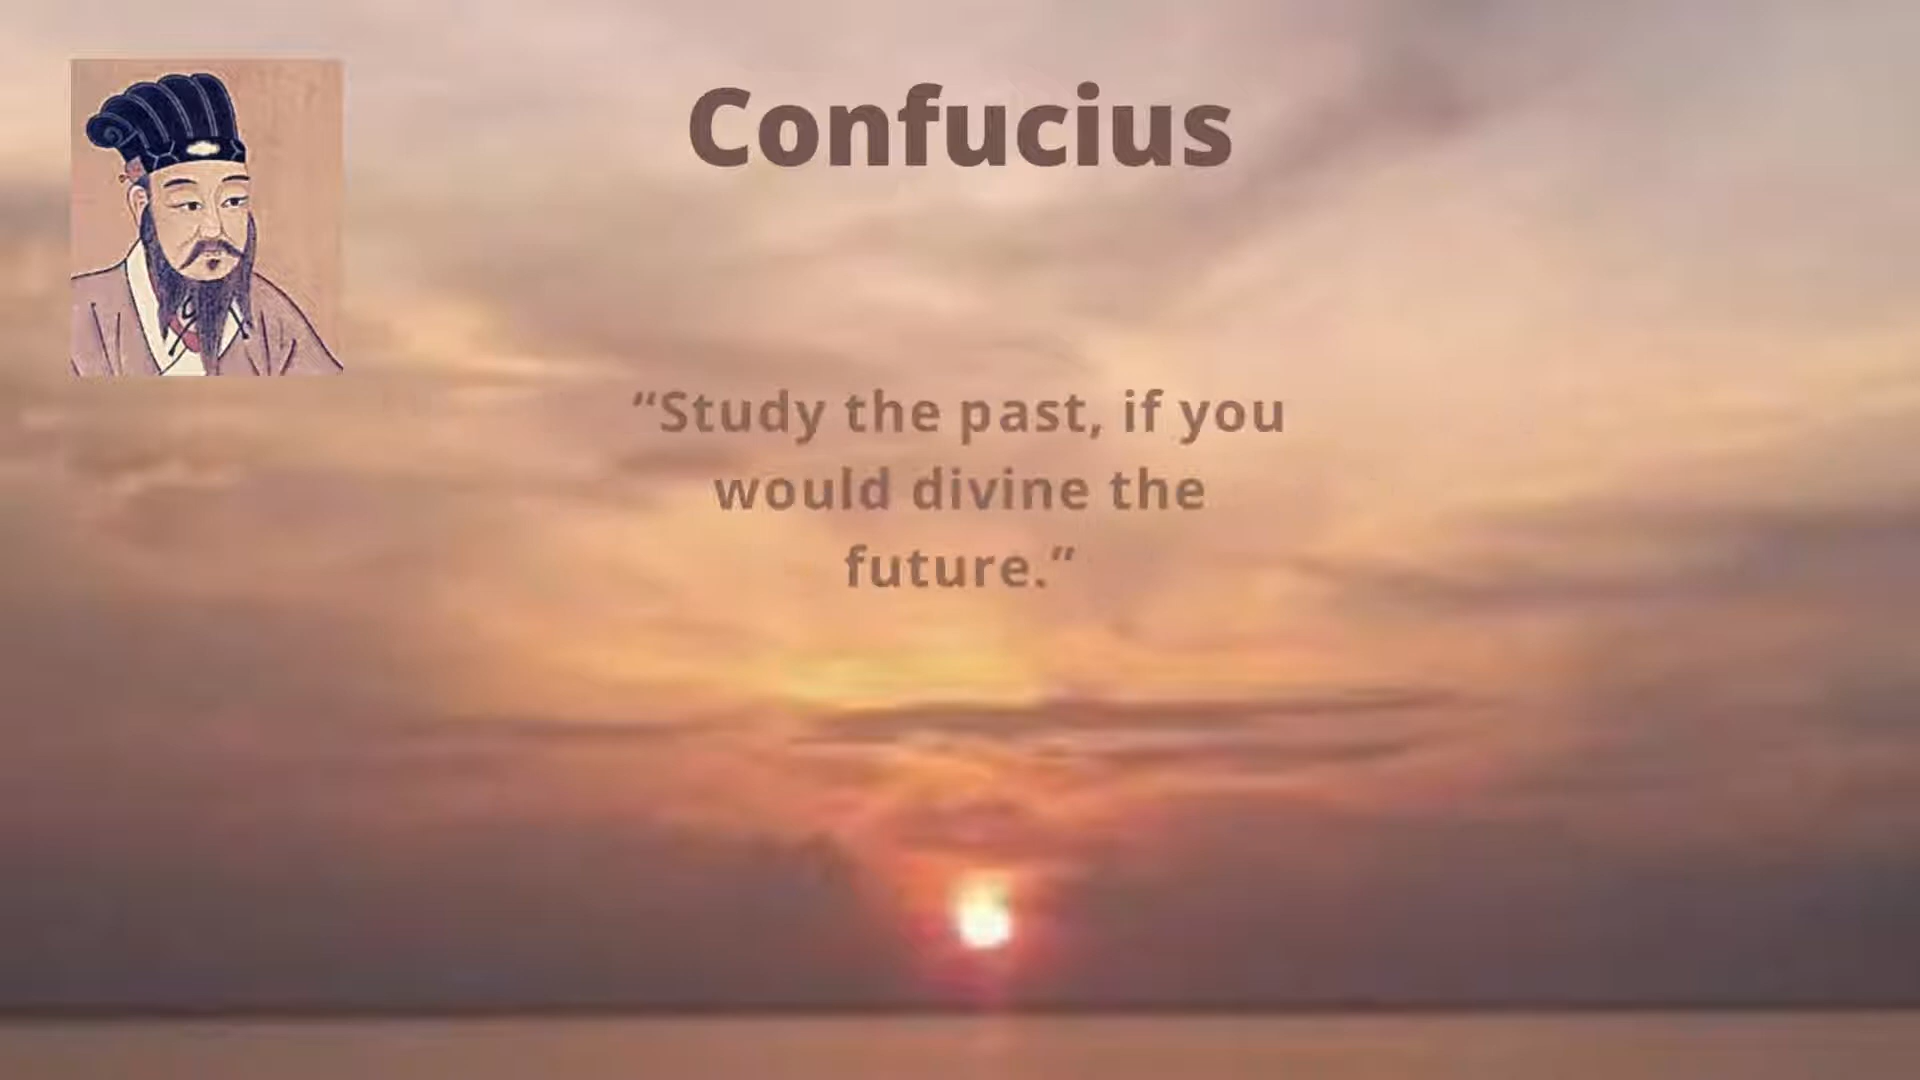 Confucius
“Study the past, if you
would divine the
future.”